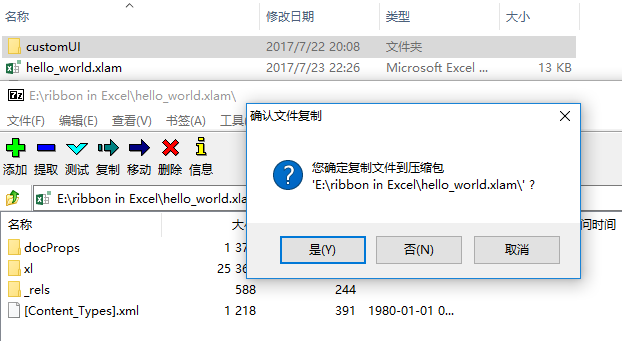 名称 修改日期 类型 大小
customUI 2017/7/22 20:08 文件夹
hello_world.xlam 2017/7/23 22:26 Microsoft Excel ... 13 KB
7z E:\ribbon in Excel\hello_world.xlam\
文件(F) 编辑(E) 查看(V) 书签(A) 工具
确认文件复制
添加 提取 测试 复制 移动 删除 信息
您确定复制文件到压缩包
'E:\ribbon in Excel\hello_world.xlam\' ?
E:\ribbon in Excel\hello_world.xla
名称 大 问时间
是(Y) 否(N) 取消
docProps 1 37
xl 25 36
_rels 588 244
[Content_Types].xml 1 218 391 1980-01-01 0...